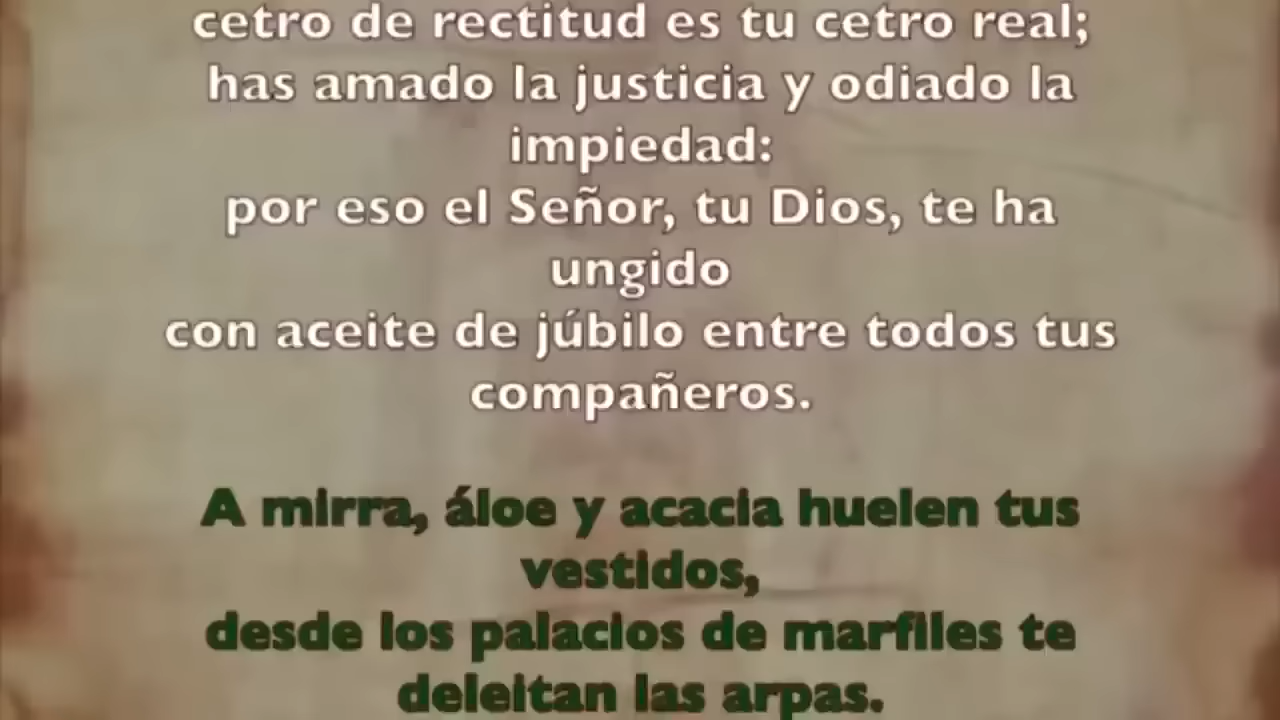 cetro de rectitud es tu cetro real;
has amado la justicia y odiado la
impiedad:
por eso el Señor, tu Dios, te ha
ungido
con aceite de júbilo entre todos tus
compañeros.
A mirra, áloe y acacia huelen tus
vestidos,
desde los palacios de marfiles te
deleitan las arpas.